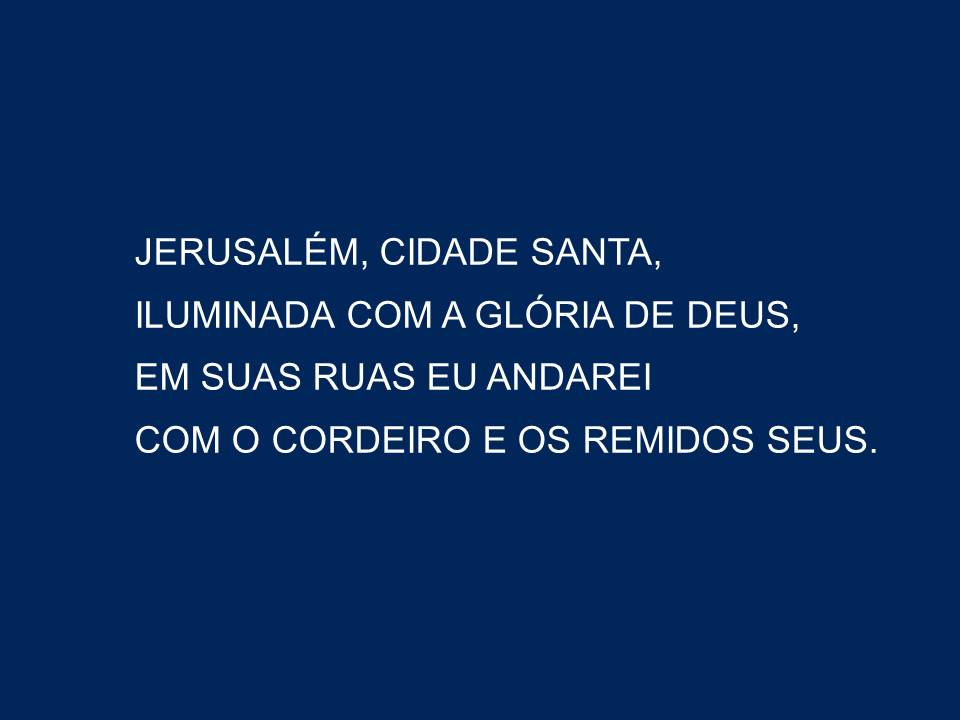 JERUSALÉM, CIDADE SANTA,
ILUMINADA COM A GLÓRIA DE DEUS,
EM SUAS RUAS EU ANDAREI
COM O CORDEIRO E OS REMIDOS SEUS.